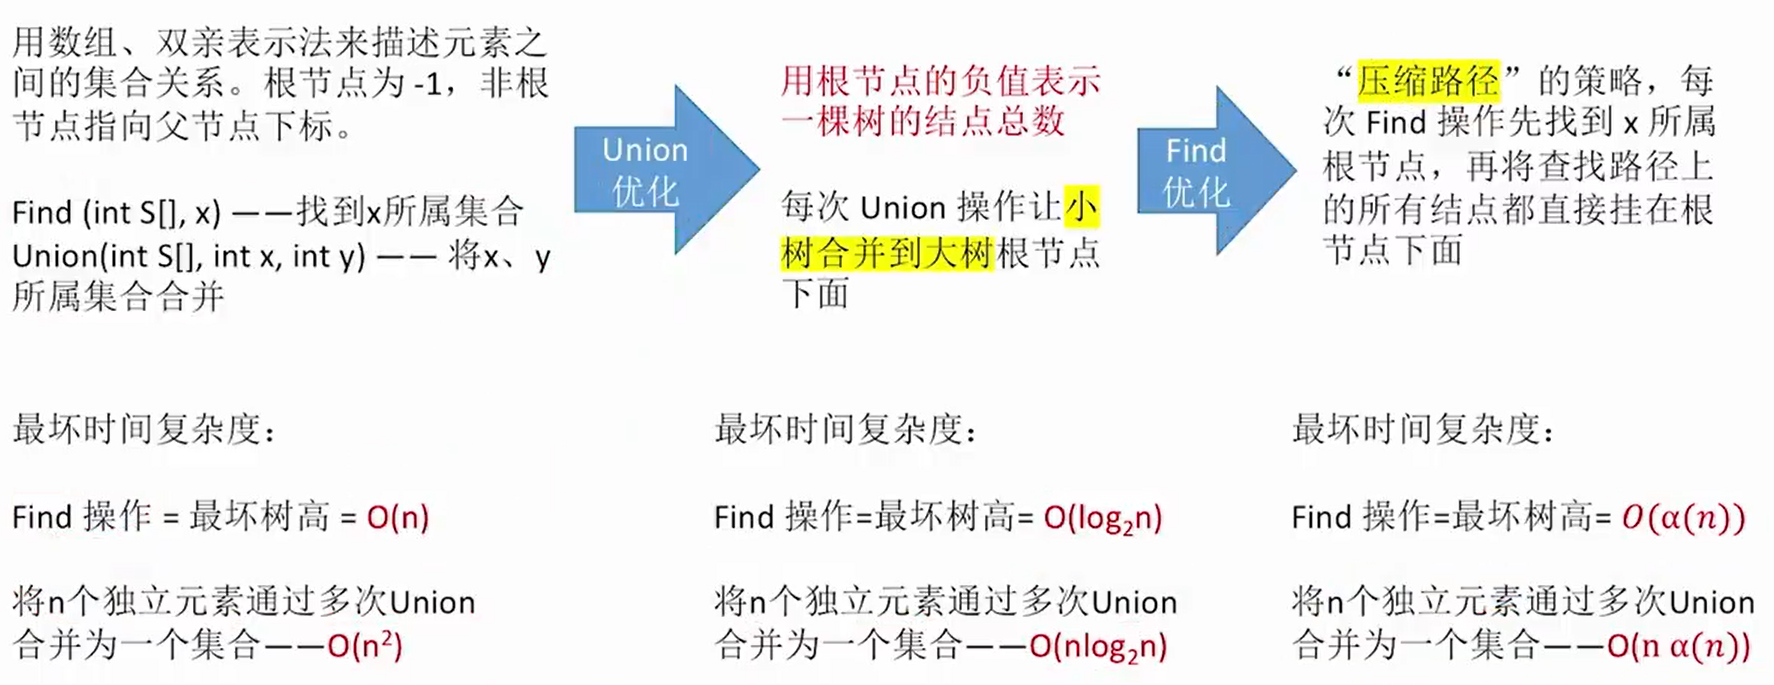 用数组、双亲表示法来描述元素之
间的集合关系。根节点为 -1，非根
节点指向父节点下标。
Find (int S[], x) ——找到x所属集合
Union(int S[], int x, int y) —— 将x、y
所属集合合并
Union
优化
用根节点的负值表示
一棵树的结点总数
每次 Union 操作让小
树合并到大树根节点
下面
Find
优化
“压缩路径”的策略，每
次 Find 操作先找到 x 所属
根节点，再将查找路径上
的所有结点都直接挂在根
节点下面
最坏时间复杂度：
Find 操作 = 最坏树高 = O(n)
将n个独立元素通过多次Union
合并为一个集合——O(n²)
最坏时间复杂度：
Find 操作=最坏树高= O(log₂n)
将n个独立元素通过多次Union
合并为一个集合——O(nlog₂n)
最坏时间复杂度：
Find 操作=最坏树高= O(α(n))
将n个独立元素通过多次Union
合并为一个集合——O(n α(n))